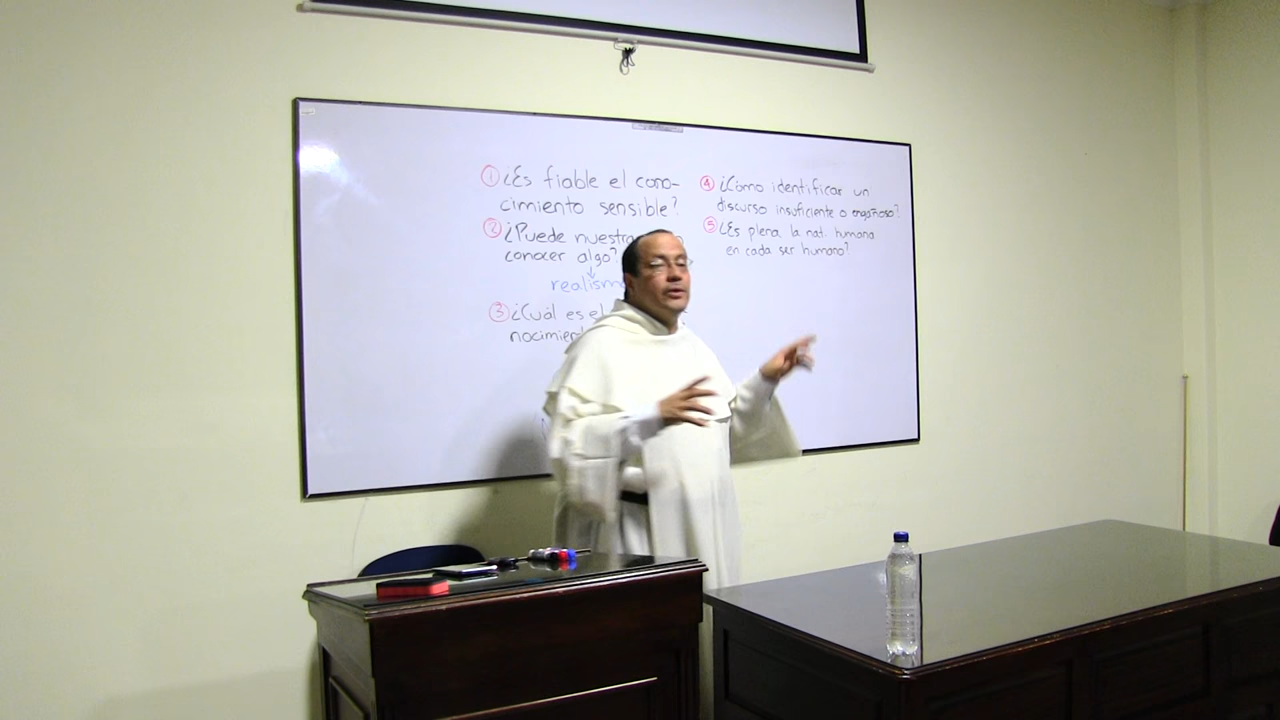 ① ¿Es fiable el cono-
cimiento sensible?
② ¿Puede nuestra
conocer algo?
↓
realismo
③ ¿Cuál es el
④ ¿Cómo identificar un
discurso insuficiente o engañoso?
⑤ ¿Es plena la nat. humana
en cada ser humano?